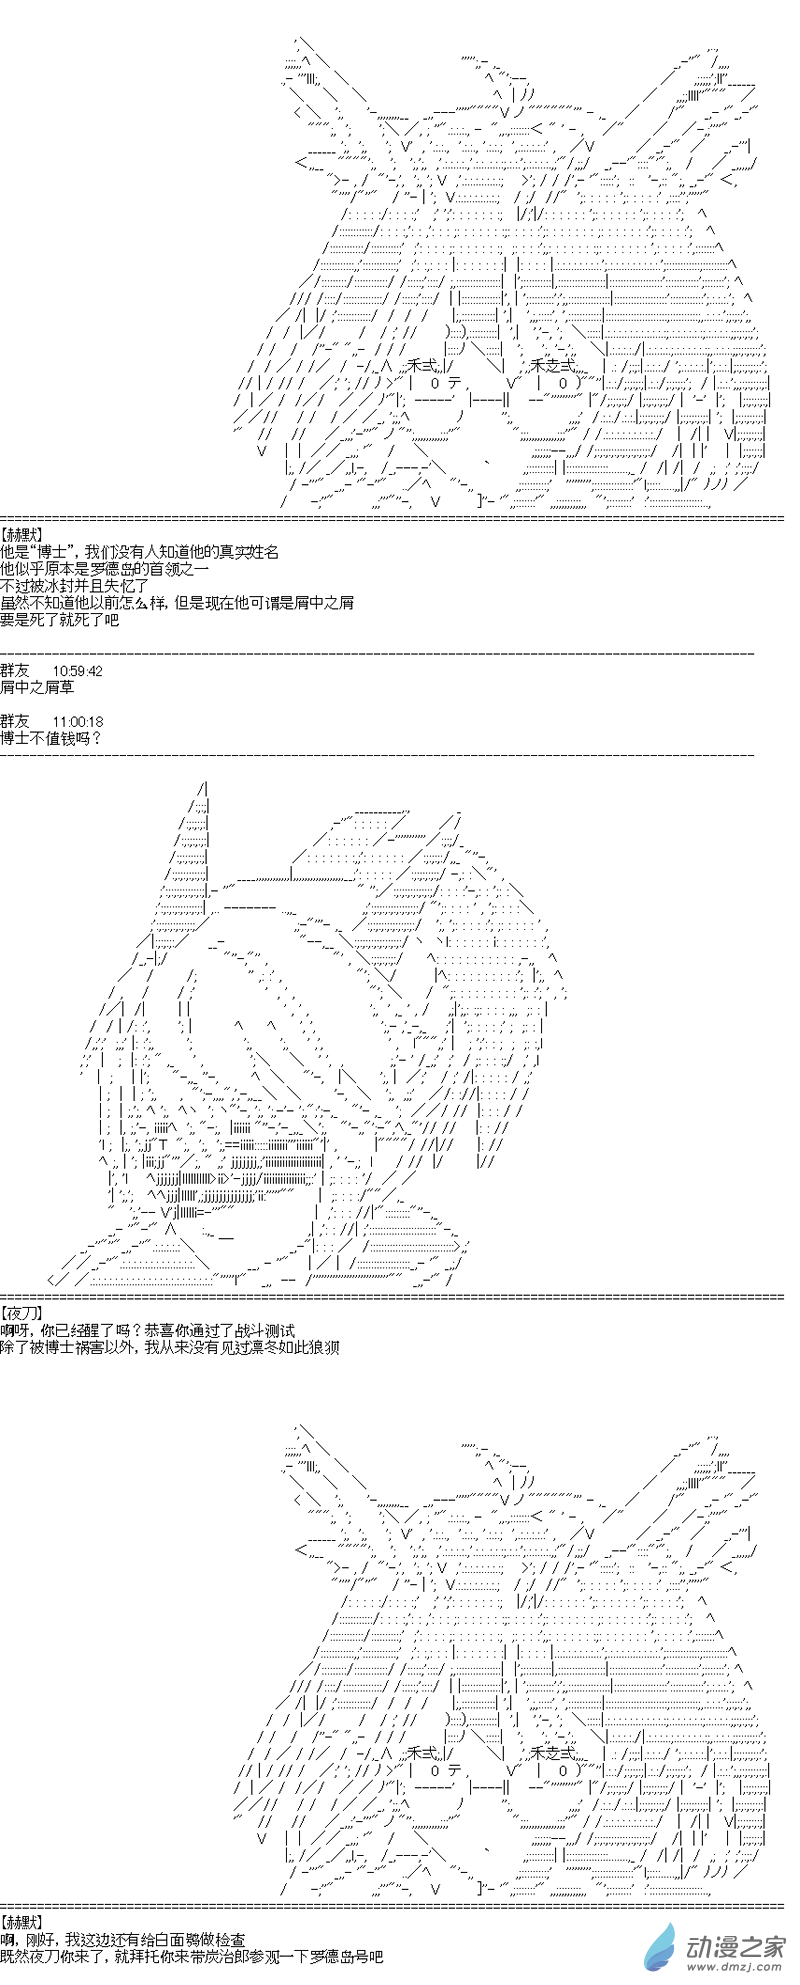 【赫默】
他是“博士”，我们没有人知道他的真实姓名
他似乎原本是罗德岛的首领之一
不过被冰封并且失忆了
虽然不知道他以前怎么样，但是现在他可谓是屑中之屑
要是死了就死了吧
群友 10:59:42
屑中之屑草
群友 11:00:18
博士不值钱吗？
【夜刀】
啊呀，你已经醒了吗？恭喜你通过了战斗测试
除了被博士祸害以外，我从来没有见过凛冬如此狼狈
【赫默】
啊，刚好，我这边还有给白面鸮做检查
既然夜刀你来了，就拜托你来带炭治郎参观一下罗德岛号吧
动漫之家
www.dmzj.com